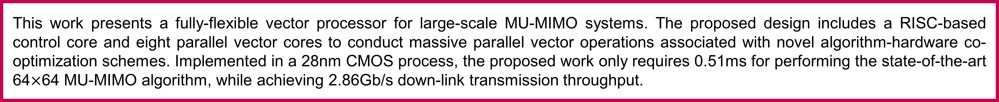 This work presents a fully-flexible vector processor for large-scale MU-MIMO systems. The proposed design includes a RISC-based
control core and eight parallel vector cores to conduct massive parallel vector operations associated with novel algorithm-hardware co-
optimization schemes. Implemented in a 28nm CMOS process, the proposed work only requires 0.51ms for performing the state-of-the-art
64×64 MU-MIMO algorithm, while achieving 2.86Gb/s down-link transmission throughput.